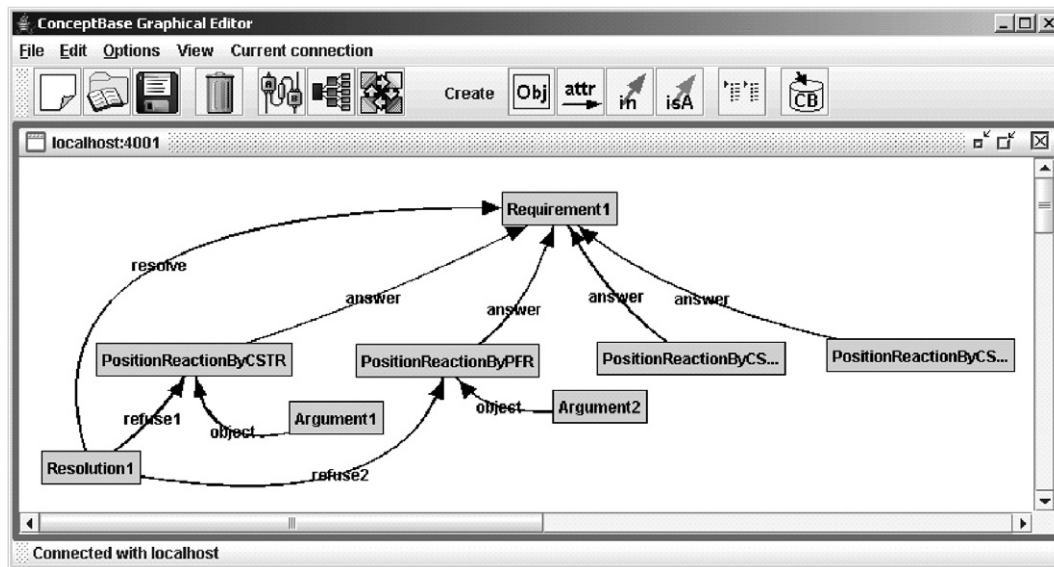 ConceptBase Graphical Editor
File Edit Options View Current connection
Create Obj attr in isA CB
localhost:4001
Requirement1
resolve
answer answer answer answer
PositionReactionByCSTR PositionReactionByPFR PositionReactionByCS... PositionReactionByCS...
refuse1 object Argument1 object Argument2
Resolution1 refuse2
Connected with localhost